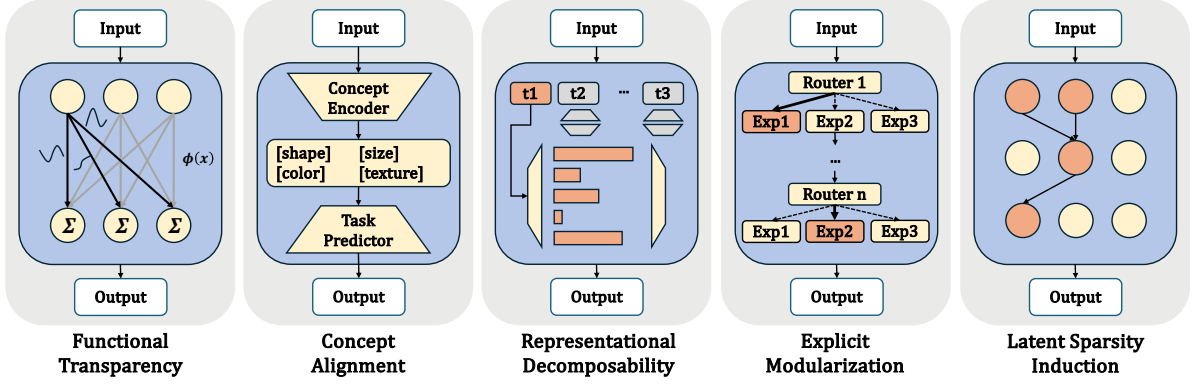 Input
ϕ(x)
Σ Σ Σ
Output
Functional
Transparency
Input
Concept
Encoder
[shape] [size]
[color] [texture]
Task
Predictor
Output
Concept
Alignment
Input
t1 t2 ... t3
Output
Representational
Decomposability
Input
Router 1
Exp1 Exp2 Exp3
...
Router n
Exp1 Exp2 Exp3
Output
Explicit
Modularization
Input
Output
Latent Sparsity
Induction